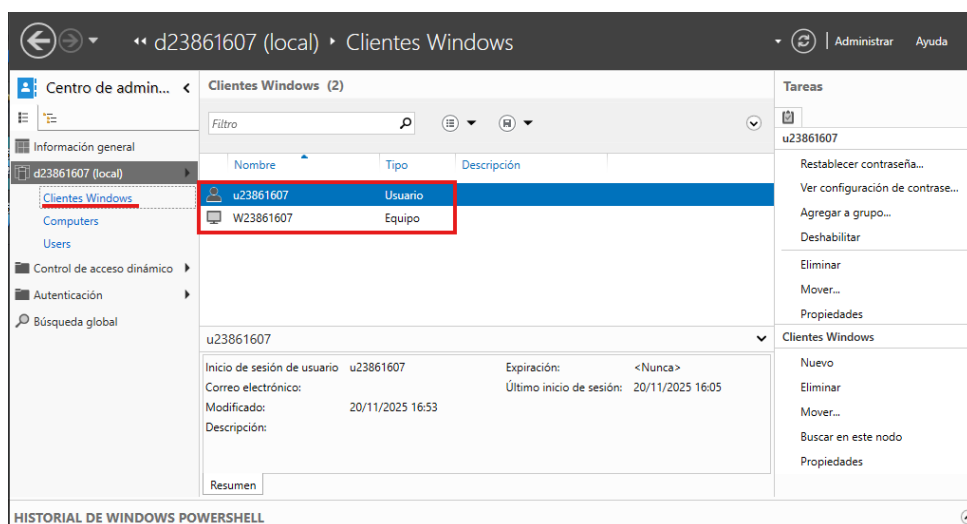 d23861607 (local) Clientes Windows
Administrar Ayuda
Centro de admin...
Información general
d23861607 (local)
Clientes Windows
Computers
Users
Control de acceso dinámico
Autenticación
Búsqueda global
Clientes Windows (2)
Filtro
Nombre Tipo Descripción
u23861607 Usuario
W23861607 Equipo
u23861607
Inicio de sesión de usuario u23861607 Expiración: <Nunca>
Correo electrónico: Último inicio de sesión: 20/11/2025 16:05
Modificado: 20/11/2025 16:53
Descripción:
Resumen
Tareas
u23861607
Restablecer contraseña...
Ver configuración de contrase...
Agregar a grupo...
Deshabilitar
Eliminar
Mover...
Propiedades
Clientes Windows
Nuevo
Eliminar
Mover...
Buscar en este nodo
Propiedades
HISTORIAL DE WINDOWS POWERSHELL